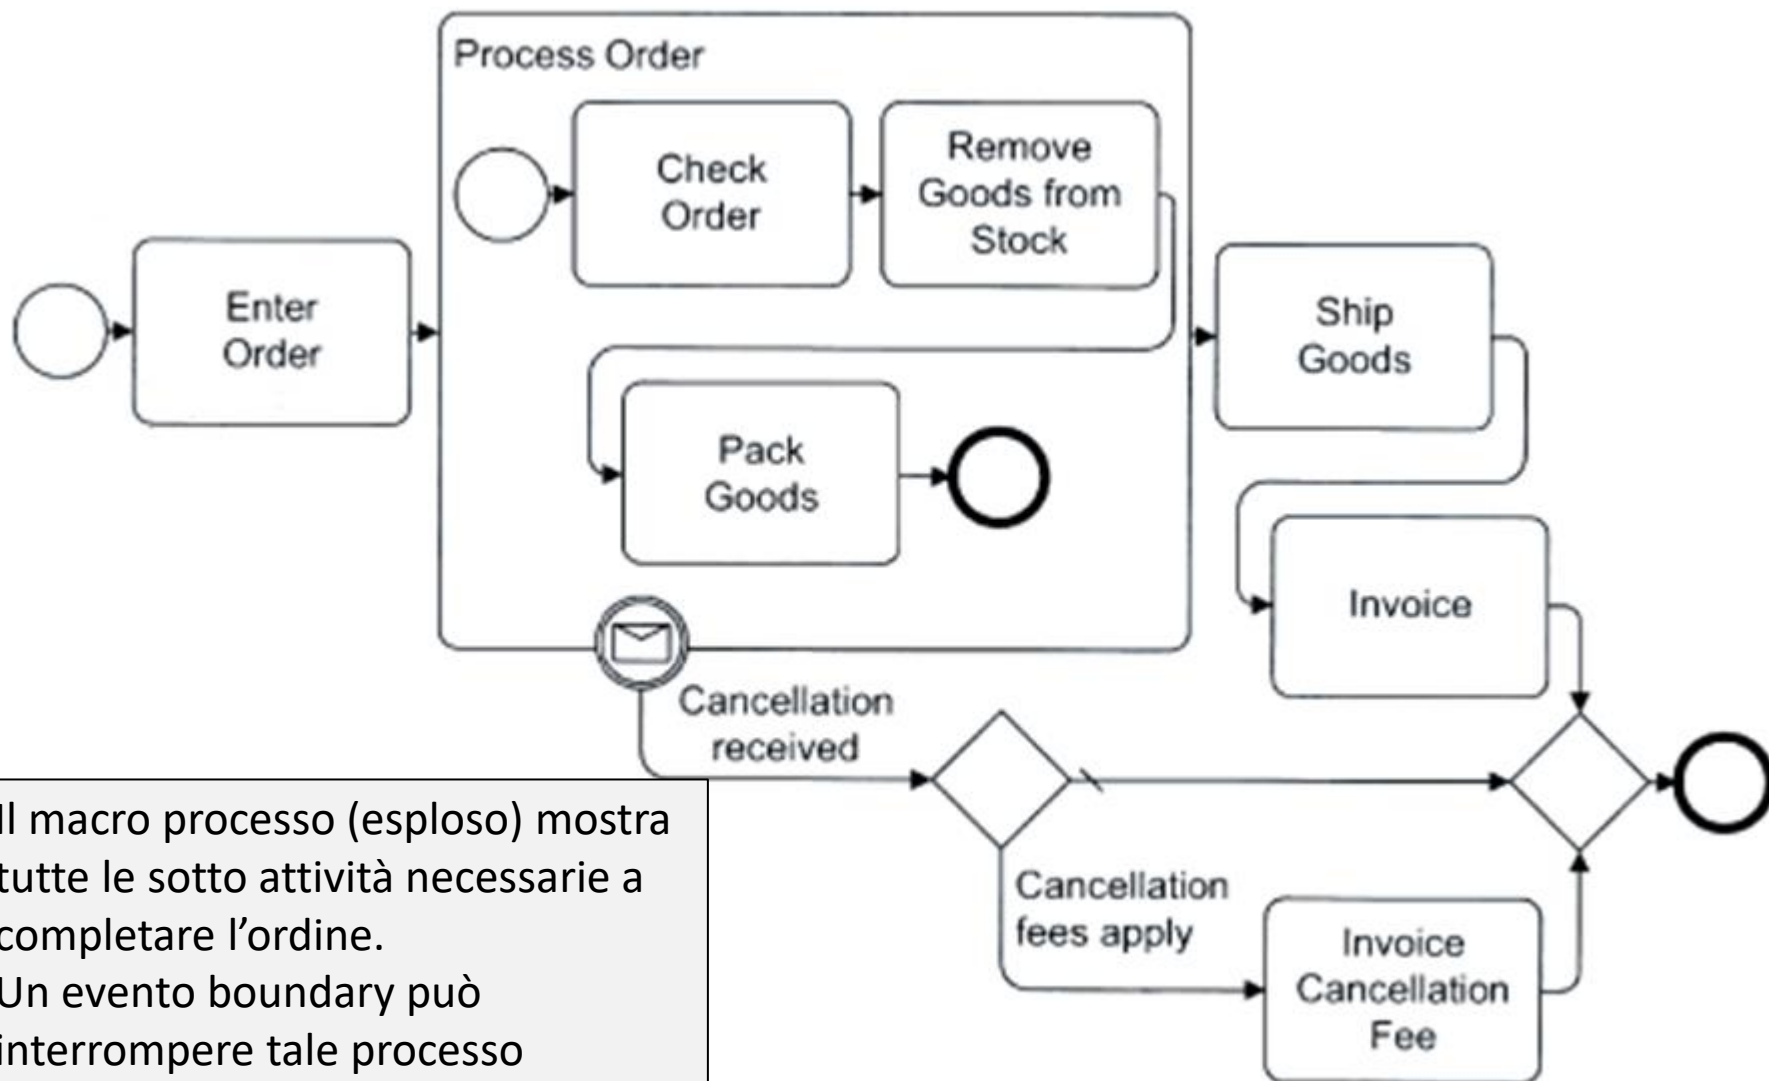 Process Order
Check
Order
Remove
Goods from
Stock
Enter
Order
Ship
Goods
Pack
Goods
Invoice
Cancellation
received
Cancellation
fees apply
Invoice
Cancellation
Fee
Il macro processo (esploso) mostra
tutte le sotto attività necessarie a
completare l’ordine.
Un evento boundary può
interrompere tale processo